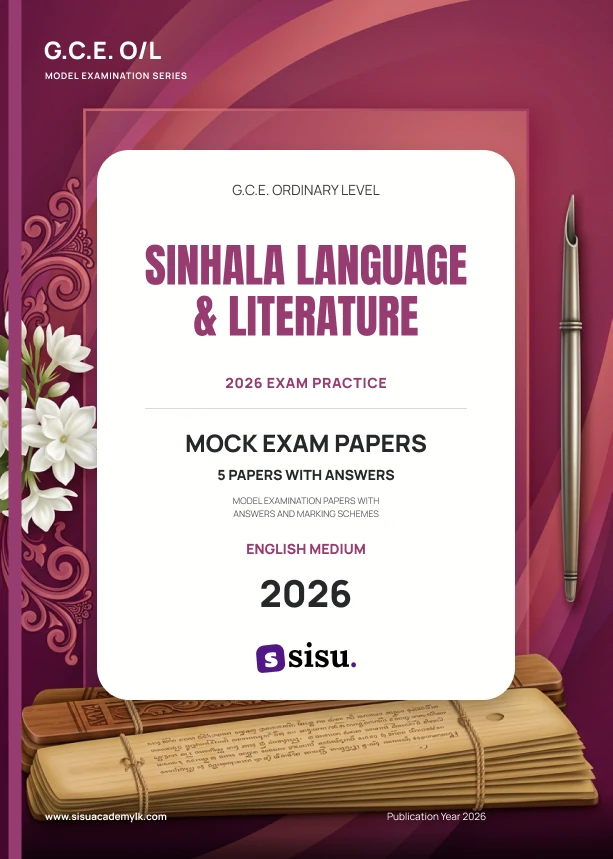 G.C.E. O/L
MODEL EXAMINATION SERIES
G.C.E. ORDINARY LEVEL
SINHALA LANGUAGE
& LITERATURE
2026 EXAM PRACTICE
MOCK EXAM PAPERS
5 PAPERS WITH ANSWERS
MODEL EXAMINATION PAPERS WITH
ANSWERS AND MARKING SCHEMES
ENGLISH MEDIUM
2026
s sisu.
www.sisuacademylk.com
Publication Year 2026